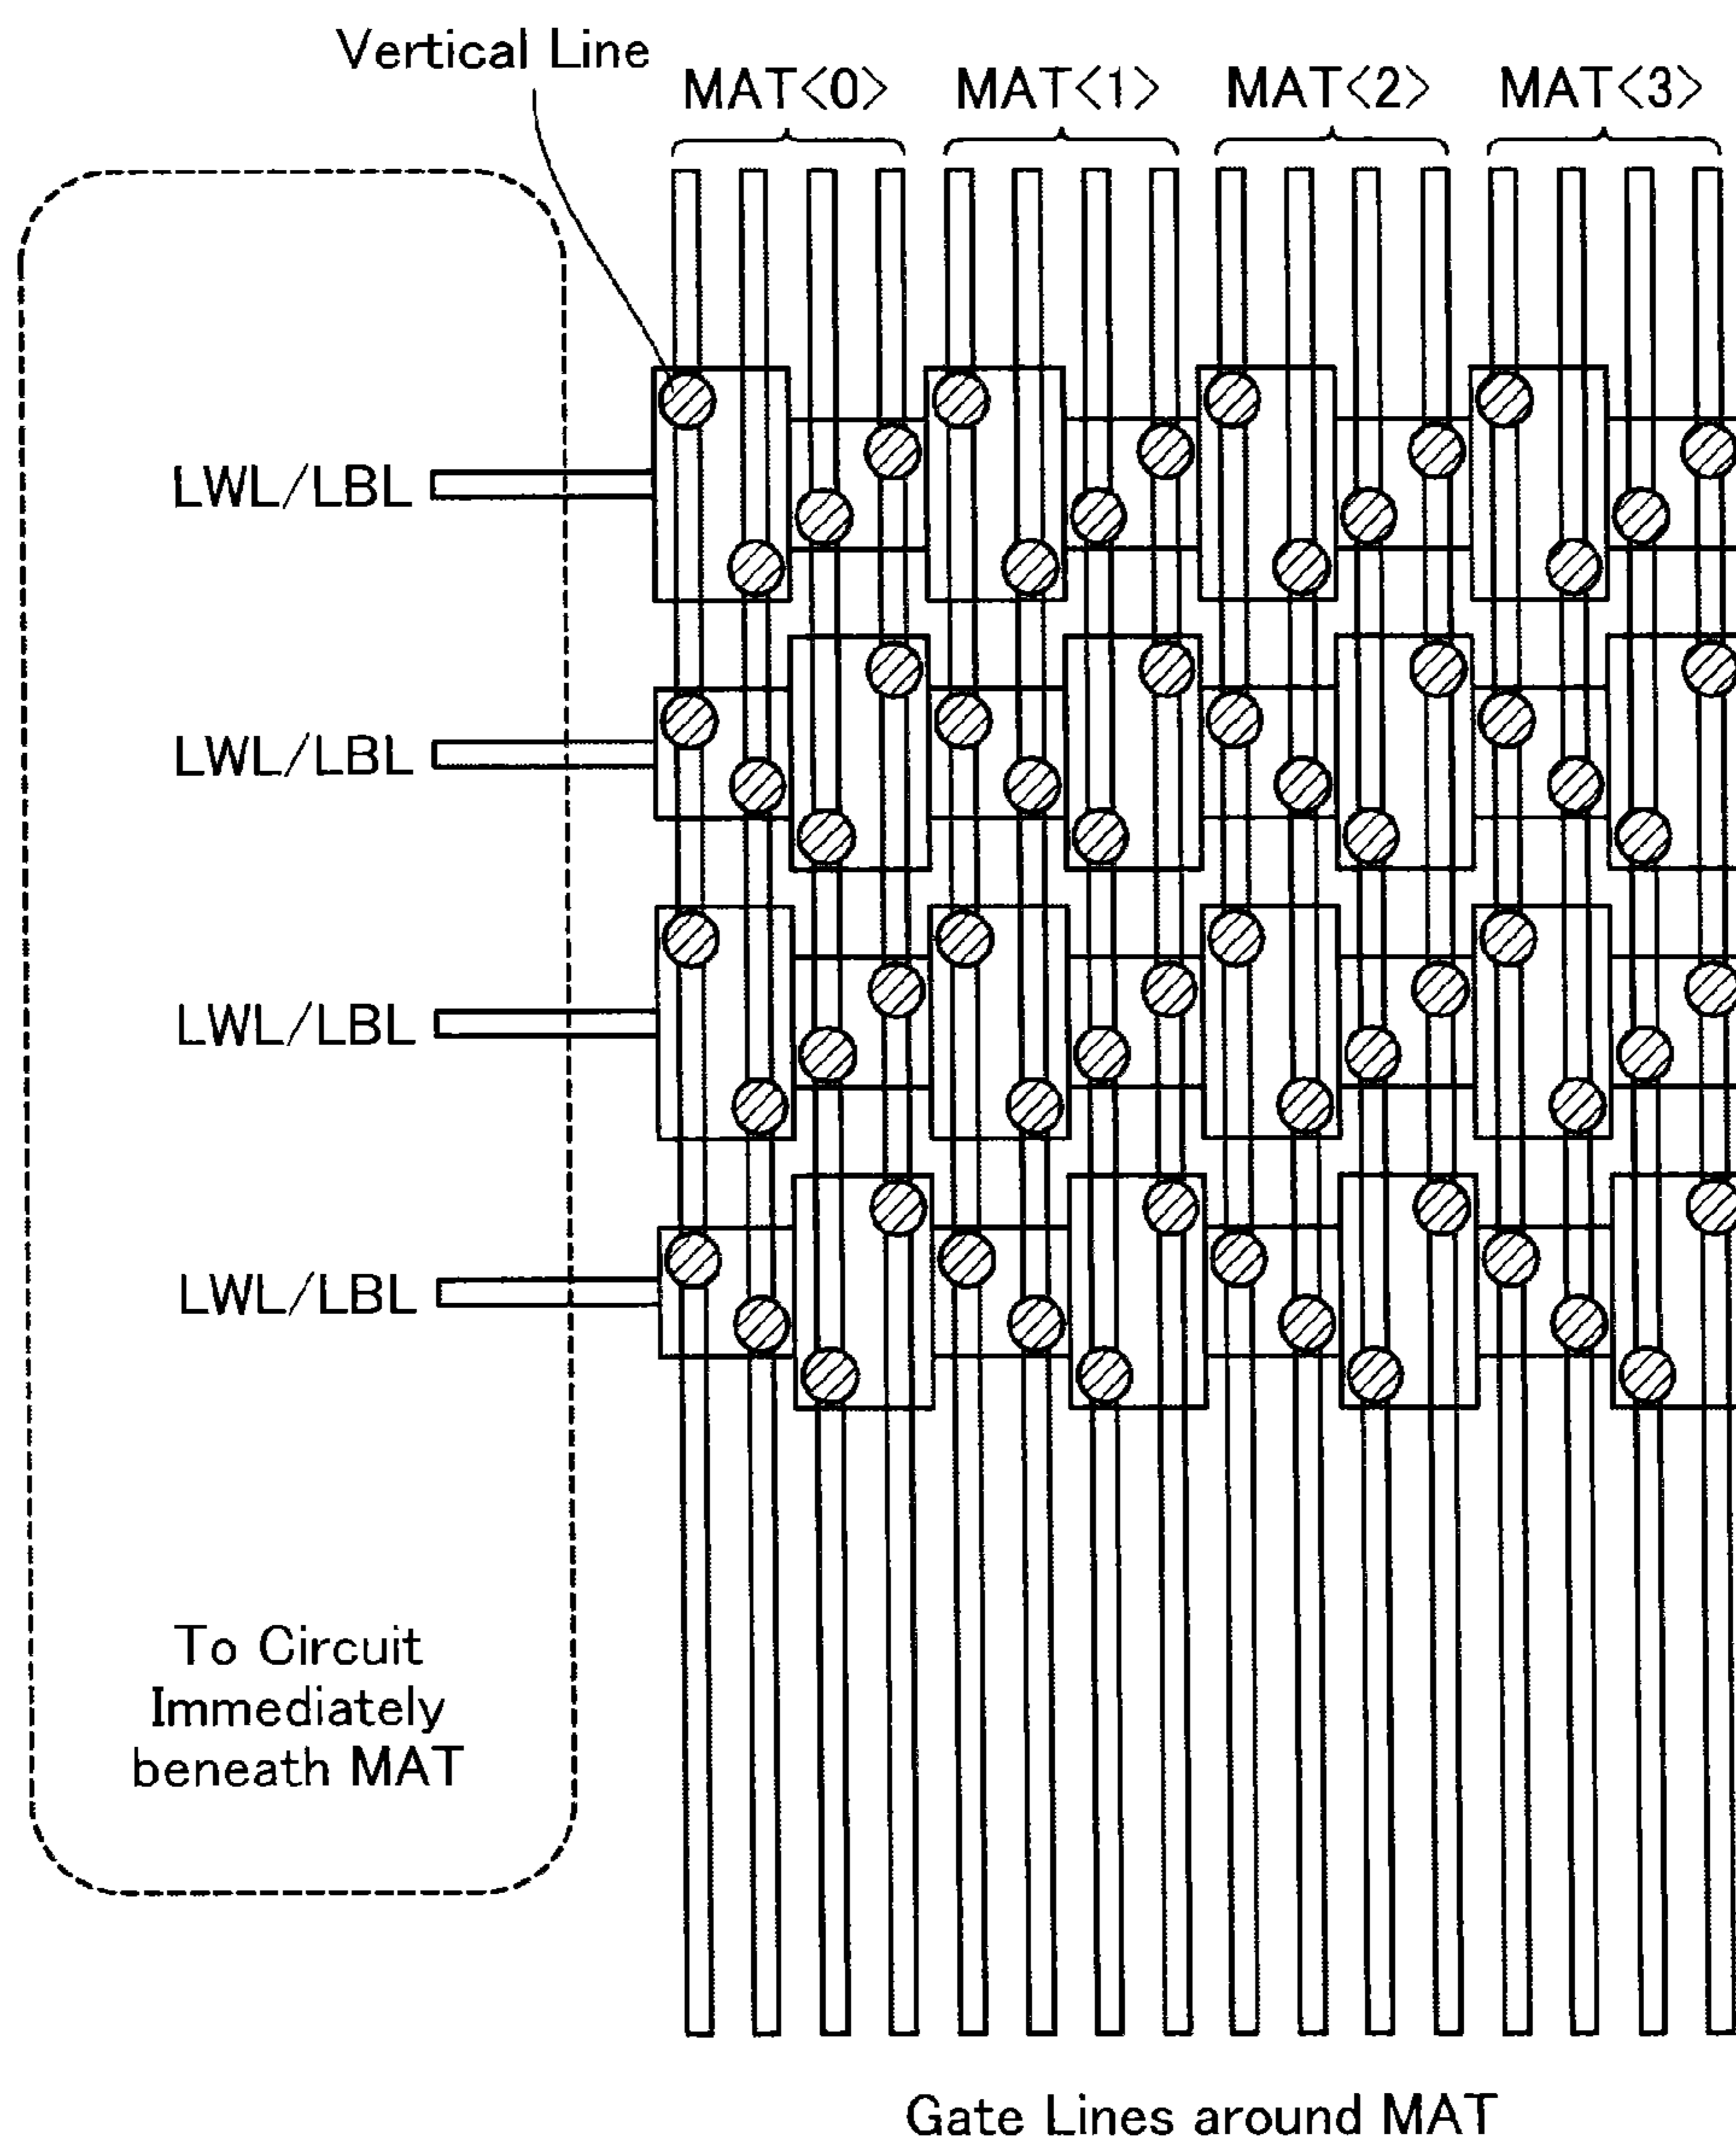 Vertical Line
MAT<0> MAT<1> MAT<2> MAT<3>
LWL/LBL
LWL/LBL
LWL/LBL
LWL/LBL
To Circuit
Immediately
beneath MAT
Gate Lines around MAT